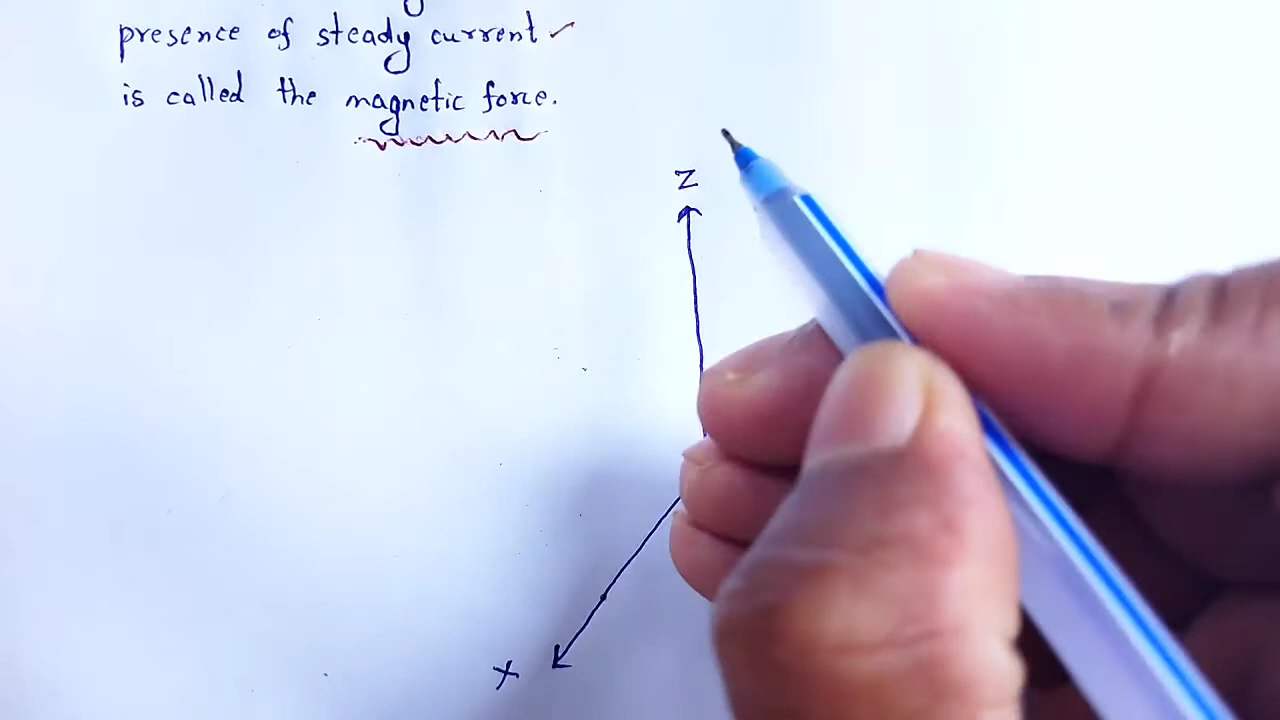 presence of steady current
is called the magnetic force.
Z
X